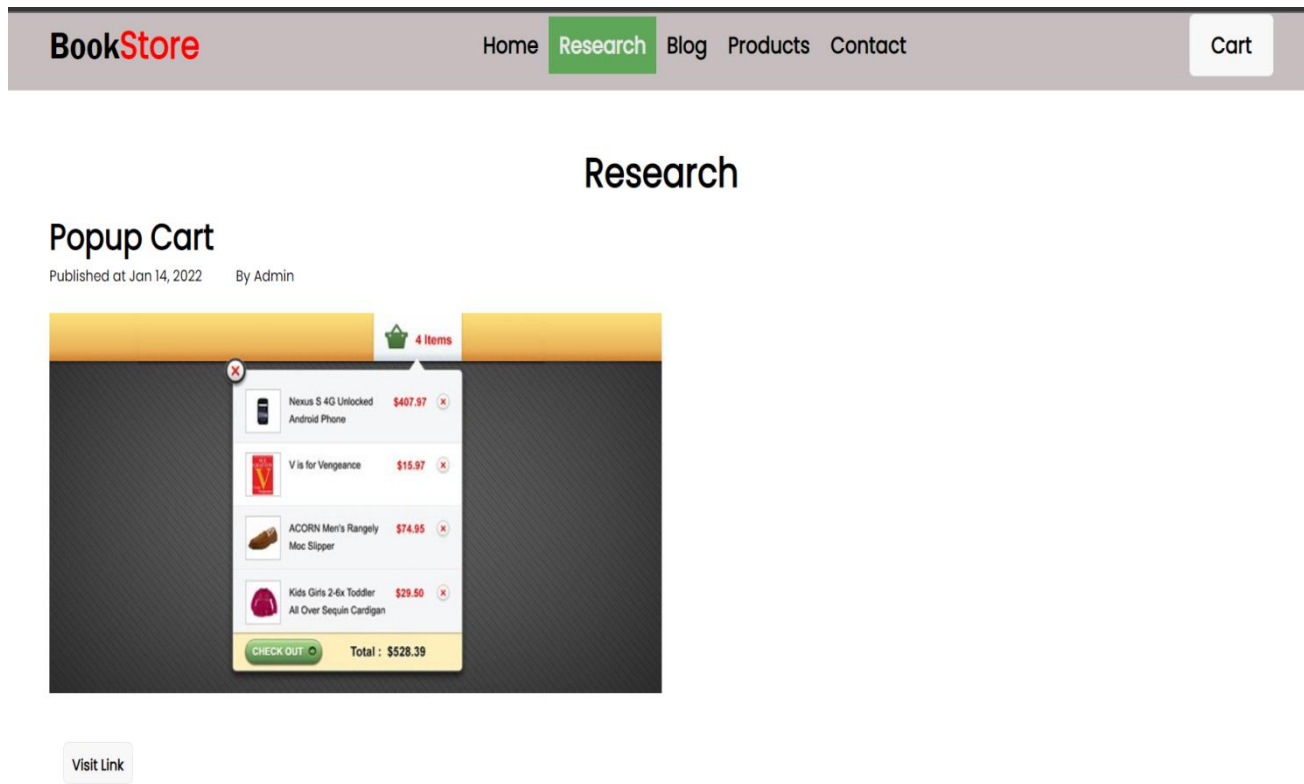 BookStore
Home Research Blog Products Contact
Cart
Research
Popup Cart
Published at Jan 14, 2022 By Admin
4 Items
Nexus S 4G Unlocked $407.97
Android Phone
V is for Vengeance $15.97
ACORN Men's Rangely $74.95
Moc Slipper
Kids Girls 2-6x Toddler $29.50
All Over Sequin Cardigan
CHECK OUT Total : $528.39
Visit Link